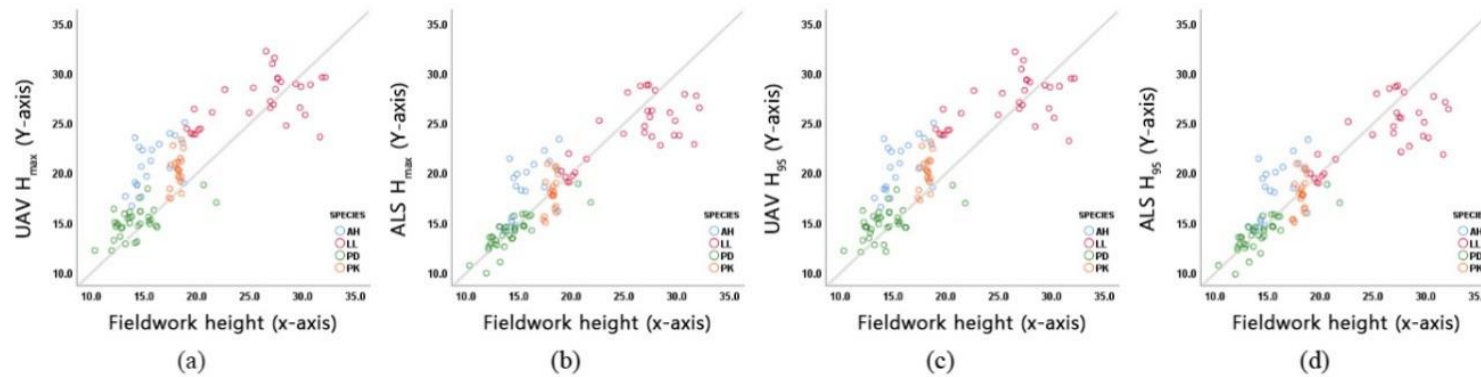 35.0
30.0
25.0
20.0
15.0
10.0
UAV Hmax (Y-axis)
10.0 15.0 20.0 25.0 30.0 35.0
Fieldwork height (x-axis)
SPECIES
AH
LL
PD
PK
(a)
35.0
30.0
25.0
20.0
15.0
10.0
ALS Hmax (Y-axis)
10.0 15.0 20.0 25.0 30.0 35.0
Fieldwork height (x-axis)
SPECIES
AH
LL
PD
PK
(b)
35.0
30.0
25.0
20.0
15.0
10.0
UAV H95 (Y-axis)
10.0 15.0 20.0 25.0 30.0 35.0
Fieldwork height (x-axis)
SPECIES
AH
LL
PD
PK
(c)
35.0
30.0
25.0
20.0
15.0
10.0
ALS H95 (Y-axis)
10.0 15.0 20.0 25.0 30.0 35.0
Fieldwork height (x-axis)
SPECIES
AH
LL
PD
PK
(d)